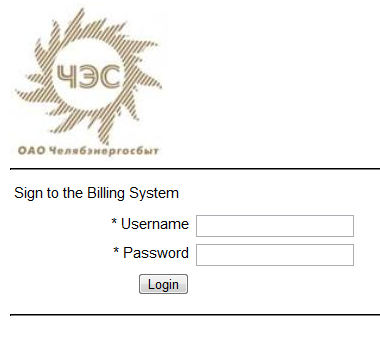 ЧЭС
ОАО Челябэнергосбыт
Sign to the Billing System
* Username
* Password
Login